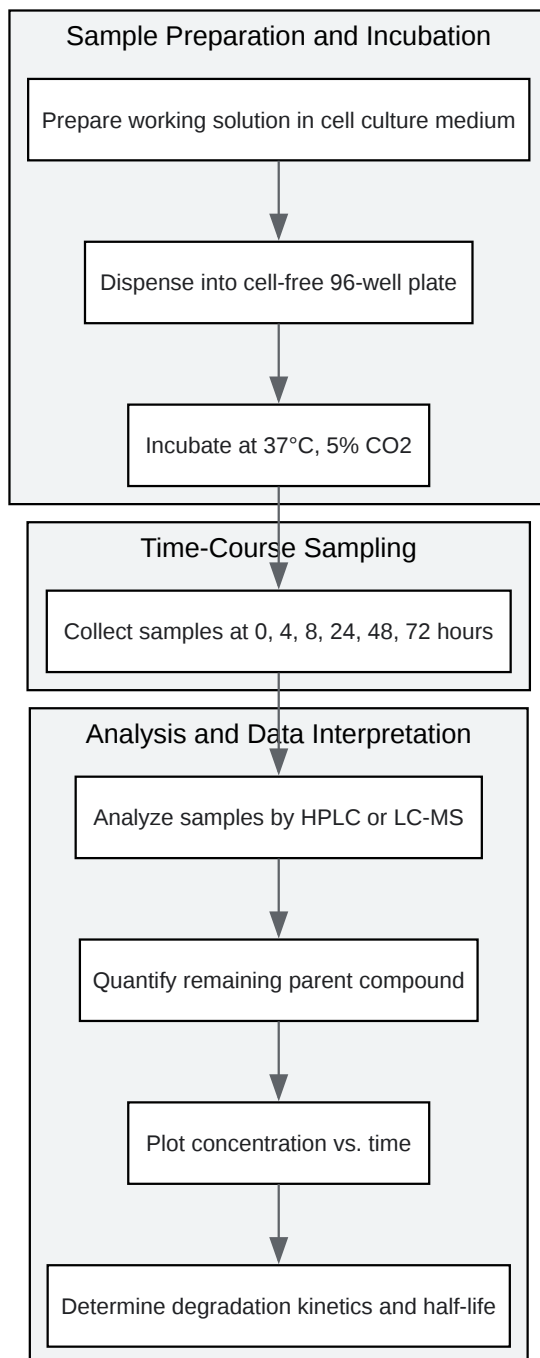 Sample Preparation and Incubation
Prepare working solution in cell culture medium
Dispense into cell-free 96-well plate
Incubate at 37°C, 5% CO2
Time-Course Sampling
Collect samples at 0, 4, 8, 24, 48, 72 hours
Analysis and Data Interpretation
Analyze samples by HPLC or LC-MS
Quantify remaining parent compound
Plot concentration vs. time
Determine degradation kinetics and half-life